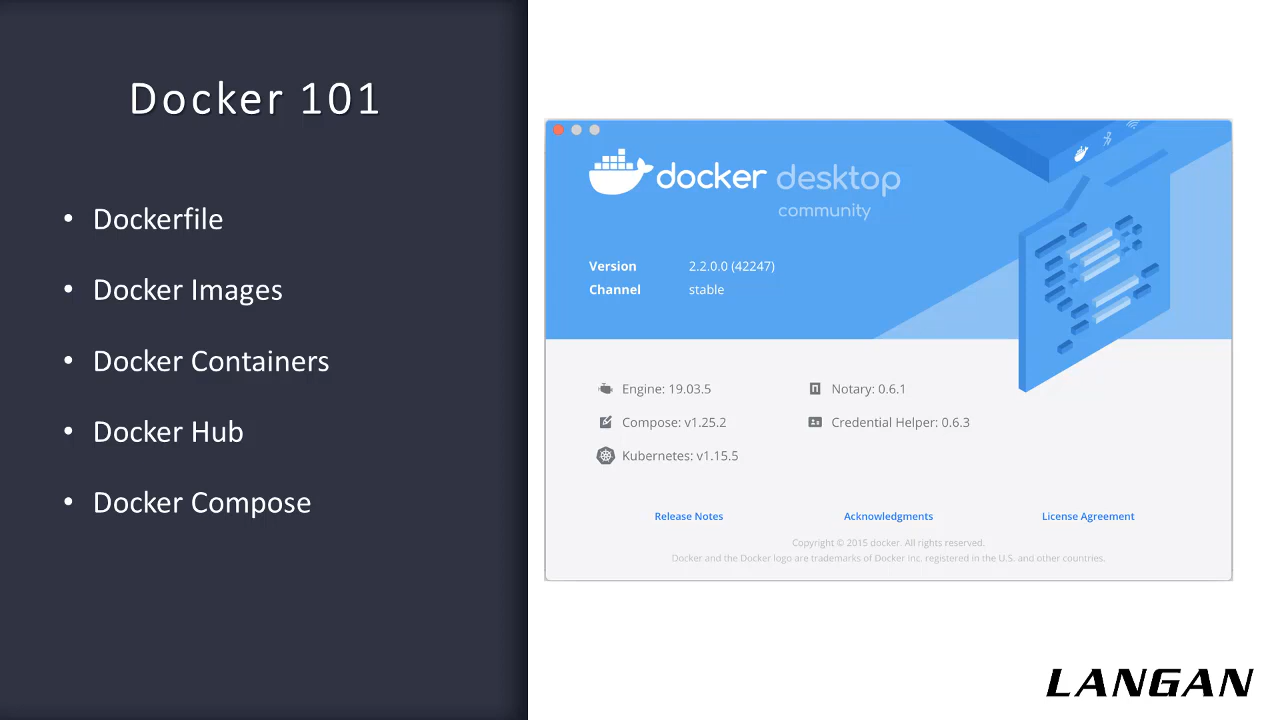 Docker 101
• Dockerfile
• Docker Images
• Docker Containers
• Docker Hub
• Docker Compose
docker desktop
community
Version 2.2.0.0 (42247)
Channel stable
Engine: 19.03.5
Notary: 0.6.1
Compose: v1.25.2
Credential Helper: 0.6.3
Kubernetes: v1.15.5
Release Notes Acknowledgments License Agreement
Copyright © 2015 docker. All rights reserved.
Docker and the Docker logo are trademarks of Docker Inc. registered in the U.S. and other countries.
LANGAN